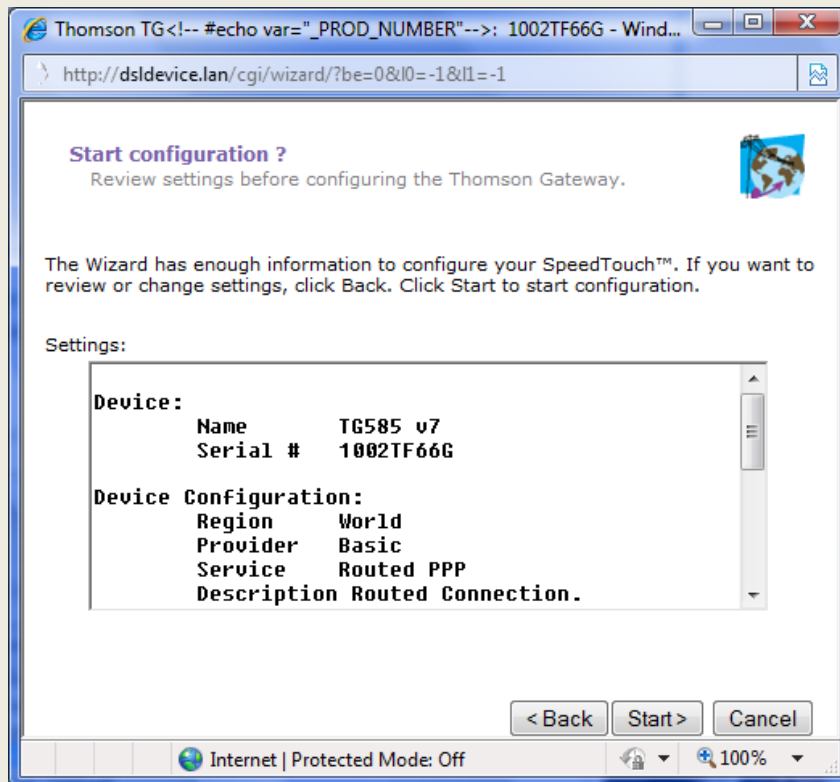 Thomson TG<!-- #echo var="_PROD_NUMBER"-->: 1002TF66G - Wind...
http://dsldevice.lan/cgi/wizard/?be=0&l0=-1&l1=-1
Start configuration ?
Review settings before configuring the Thomson Gateway.
The Wizard has enough information to configure your SpeedTouch™. If you want to
review or change settings, click Back. Click Start to start configuration.
Settings:
Device:
Name TG585 v7
Serial # 1002TF66G
Device Configuration:
Region World
Provider Basic
Service Routed PPP
Description Routed Connection.
< Back Start > Cancel
Internet | Protected Mode: Off 100%